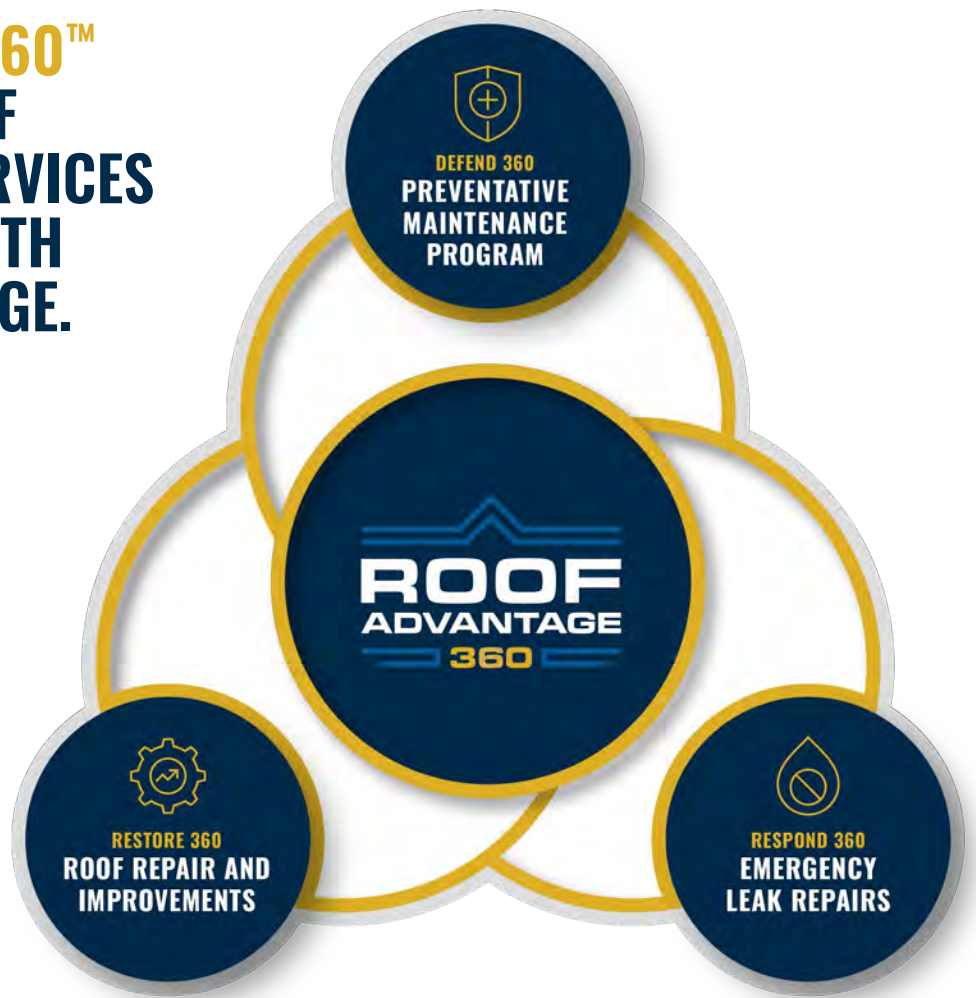 60™
F
RVICES
TH
GE.
DEFEND 360
PREVENTATIVE
MAINTENANCE
PROGRAM
ROOF
ADVANTAGE
360
RESTORE 360
ROOF REPAIR AND
IMPROVEMENTS
RESPOND 360
EMERGENCY
LEAK REPAIRS